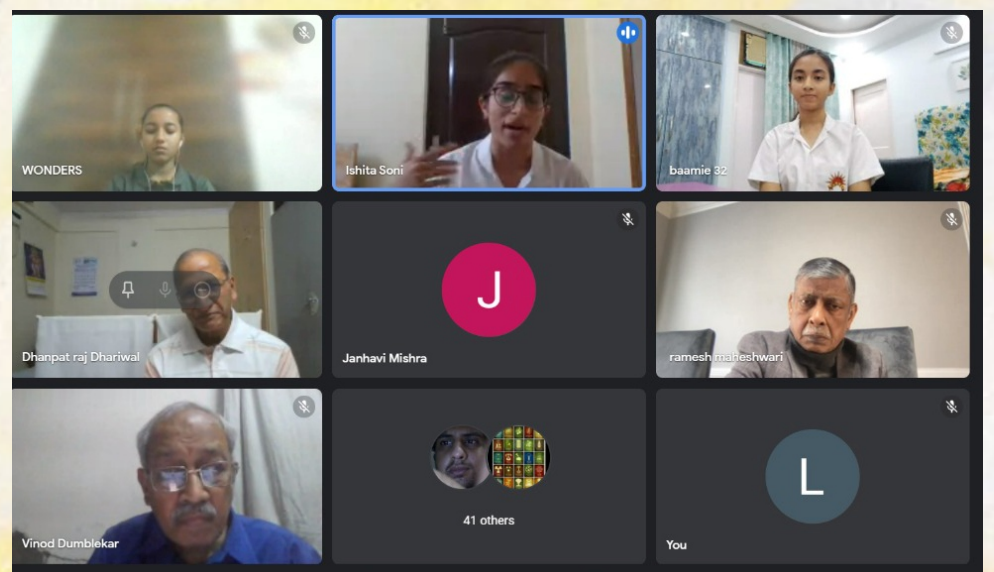 WONDERS
Ishita Soni
baamie 32
Dhanpat raj Dhariwal
J
Janhavi Mishra
ramesh maheshwari
Vinod Dumblekar
41 others
L
You